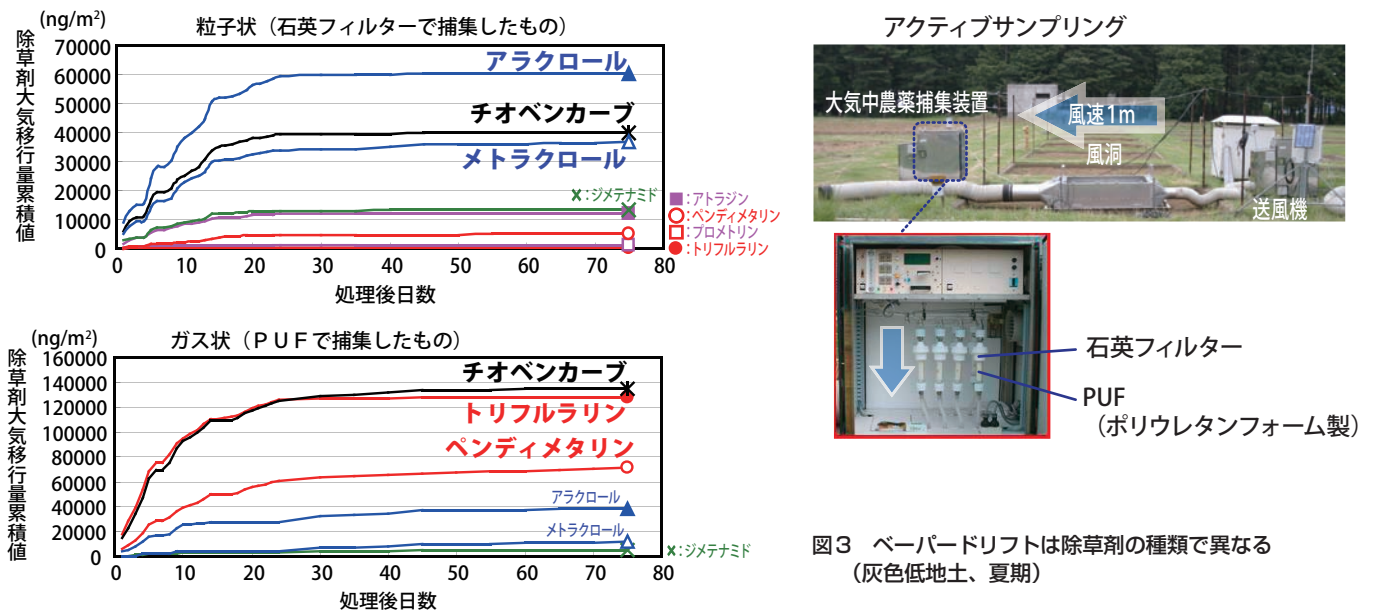 (ng/m²)
粒子状（石英フィルターで捕集したもの）
除草剤大気移行量累積値
70000
60000
50000
40000
30000
20000
10000
0
アラクロール
チオベンカーブ
メトラクロール
×:ジメテナミド
■:アトラジン
○:ペンディメタリン
□:プロメトリン
●:トリフルラリン
0 10 20 30 40 50 60 70 80
処理後日数
(ng/m²)
ガス状（ＰＵＦで捕集したもの）
除草剤大気移行量累積値
160000
140000
120000
100000
80000
60000
40000
20000
0
チオベンカーブ
トリフルラリン
ペンディメタリン
アラクロール
メトラクロール
×:ジメテナミド
0 10 20 30 40 50 60 70 80
処理後日数
アクティブサンプリング
大気中農薬捕集装置
風速1m
風洞
送風機
石英フィルター
PUF
（ポリウレタンフォーム製）
図３　ベーパードリフトは除草剤の種類で異なる
（灰色低地土、夏期）